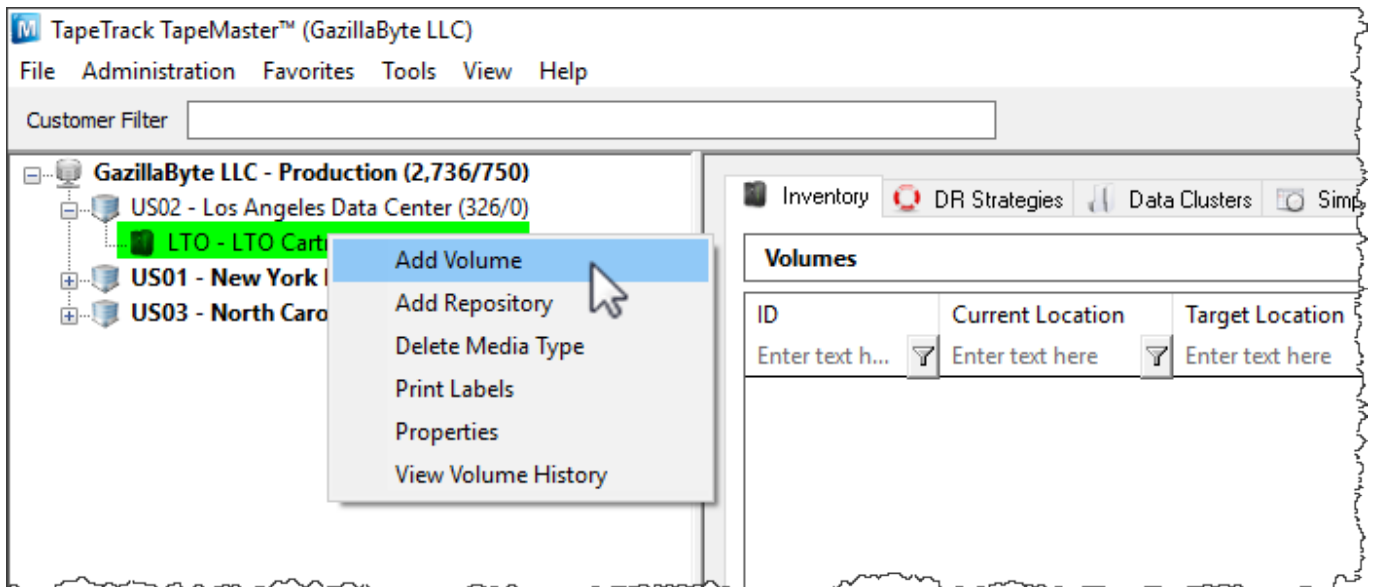 TapeTrack TapeMaster™ (GazillaByte LLC)
File Administration Favorites Tools View Help
Customer Filter
GazillaByte LLC - Production (2,736/750)
US02 - Los Angeles Data Center (326/0)
LTO - LTO
US01 - New York
US03 - North
Add Volume
Add Repository
Delete Media Type
Print Labels
Properties
View Volume History
Inventory DR Strategies Data Clusters
Volumes
ID Current Location Target Location
Enter text h... Enter text here Enter text here